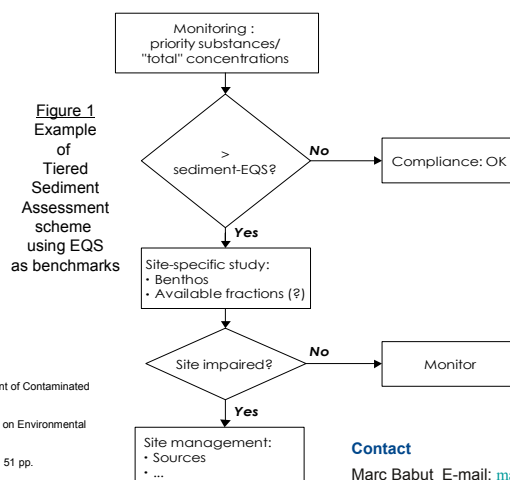 Monitoring :
priority substances/
"total" concentrations
Figure 1
Example
of
Tiered
Sediment
Assessment
scheme
using EQS
as benchmarks
>
sediment-EQS?
No
Compliance: OK
Yes
Site-specific study:
· Benthos
· Available fractions (?)
Site impaired?
No
Monitor
Yes
Site management:
· Sources
· ...
nt of Contaminated
on Environmental
51 pp.
Contact
Marc Babut E-mail: ma